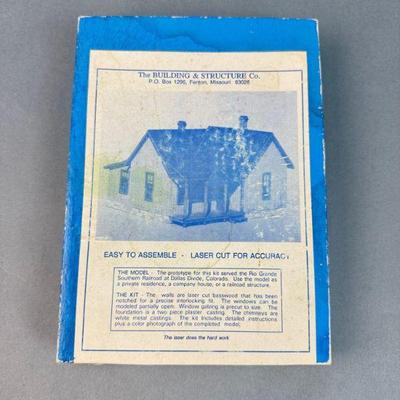 The BUILDING & STRUCTURE Co.
P.O. Box 1296, Fenton, Missouri 63026
EASY TO ASSEMBLE - LASER CUT FOR ACCURACY
THE MODEL - The prototype for this kit served the Rio Grande
Southern Railroad at Dallas Divide, Colorado. Use the model as
a private residence, a company house, or a railroad structure.
THE KIT - The walls are laser cut basswood that has been
notched for a precise interlocking fit. The windows can be
modeled partially open. Window glazing is precut to size. The
foundation is a two piece plaster casting. The chimneys are
white metal castings. The kit includes detailed instructions
plus a color photograph of the completed model.
The laser does the hard work